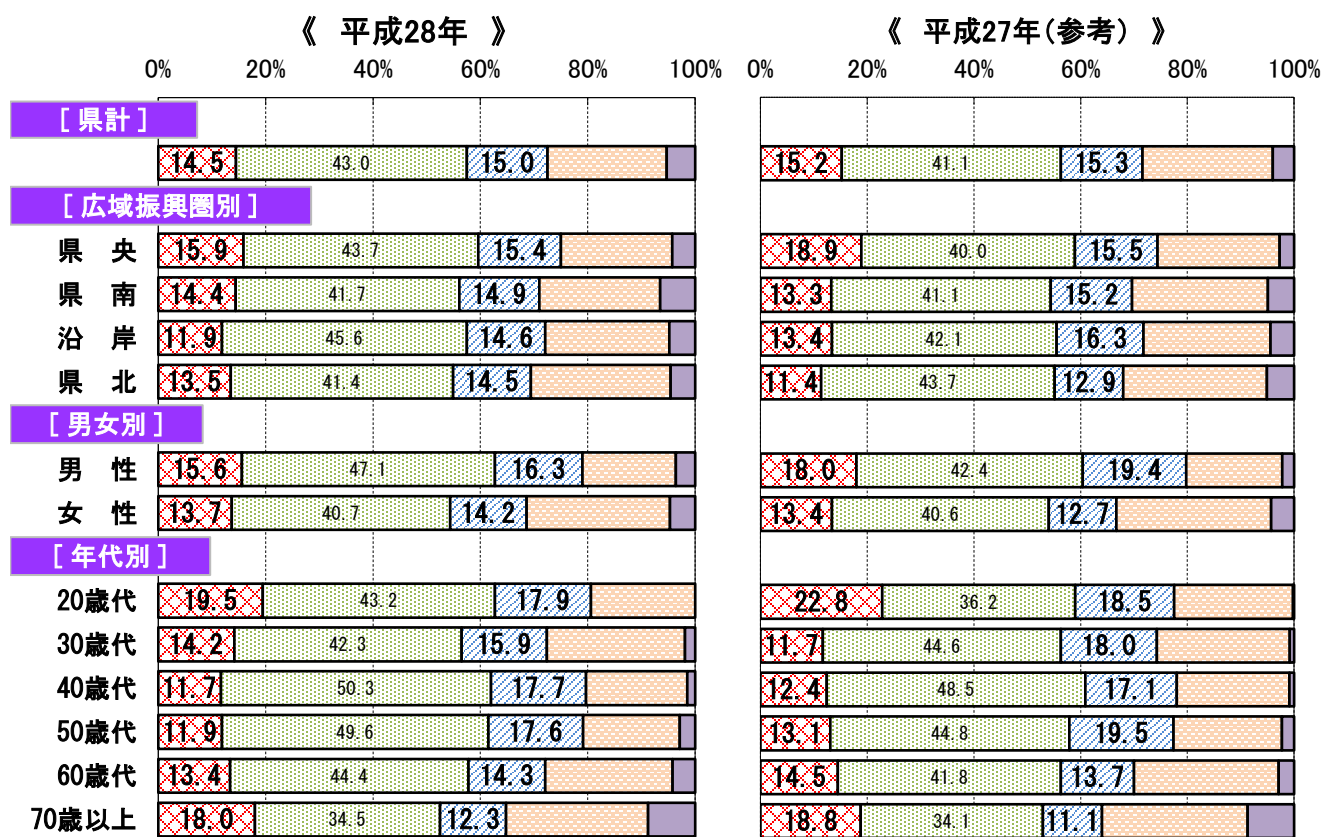 《 平成28年 》 《 平成27年(参考) 》
0% 20% 40% 60% 80% 100% 0% 20% 40% 60% 80% 100%
[ 県計 ]
14.5 43.0 15.0 15.2 41.1 15.3
[ 広域振興圏別 ]
県 央 15.9 43.7 15.4 18.9 40.0 15.5
県 南 14.4 41.7 14.9 13.3 41.1 15.2
沿 岸 11.9 45.6 14.6 13.4 42.1 16.3
県 北 13.5 41.4 14.5 11.4 43.7 12.9
[ 男女別 ]
男 性 15.6 47.1 16.3 18.0 42.4 19.4
女 性 13.7 40.7 14.2 13.4 40.6 12.7
[ 年代別 ]
20歳代 19.5 43.2 17.9 22.8 36.2 18.5
30歳代 14.2 42.3 15.9 11.7 44.6 18.0
40歳代 11.7 50.3 17.7 12.4 48.5 17.1
50歳代 11.9 49.6 17.6 13.1 44.8 19.5
60歳代 13.4 44.4 14.3 14.5 41.8 13.7
70歳以上 18.0 34.5 12.3 18.8 34.1 11.1